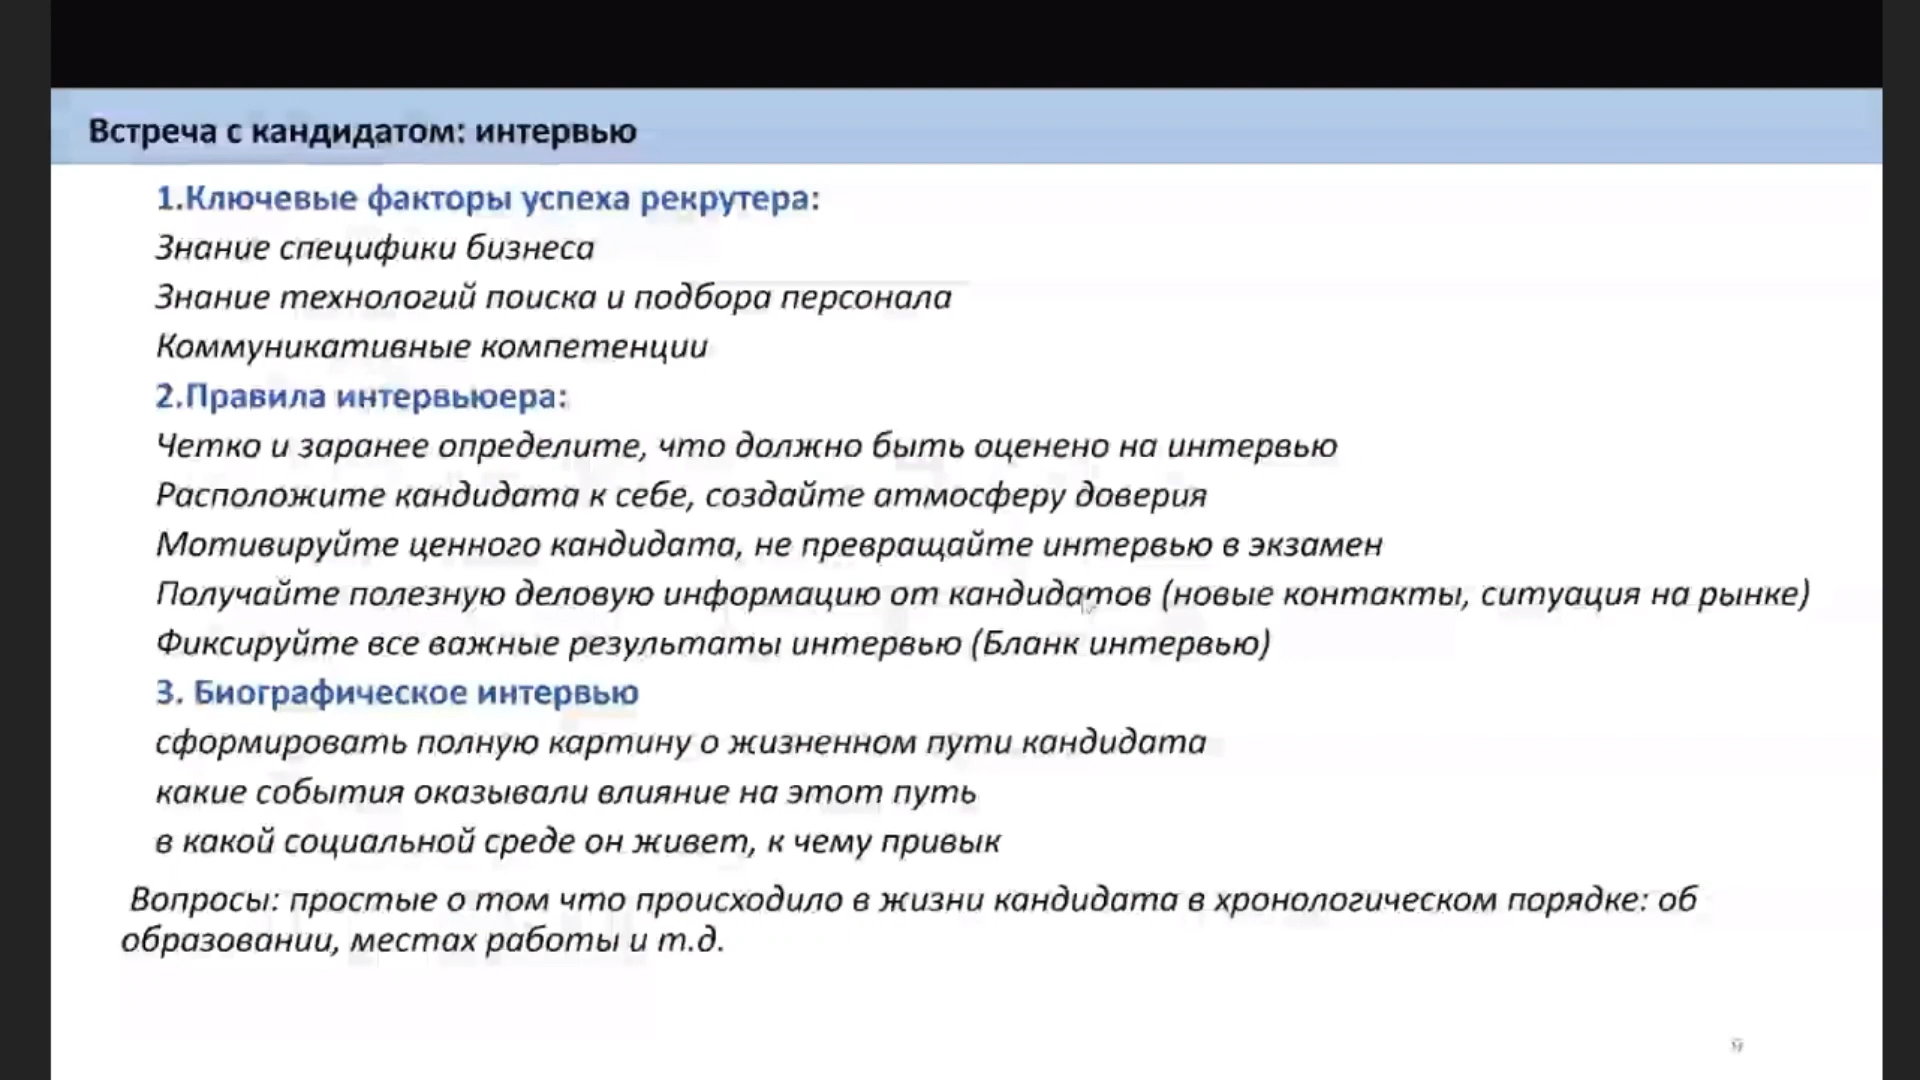 Встреча с кандидатом: интервью
1.Ключевые факторы успеха рекрутера:
Знание специфики бизнеса
Знание технологий поиска и подбора персонала
Коммуникативные компетенции
2.Правила интервьюера:
Четко и заранее определите, что должно быть оценено на интервью
Расположите кандидата к себе, создайте атмосферу доверия
Мотивируйте ценного кандидата, не превращайте интервью в экзамен
Получайте полезную деловую информацию от кандидатов (новые контакты, ситуация на рынке)
Фиксируйте все важные результаты интервью (Бланк интервью)
3. Биографическое интервью
сформировать полную картину о жизненном пути кандидата
какие события оказывали влияние на этот путь
в какой социальной среде он живет, к чему привык
Вопросы: простые о том что происходило в жизни кандидата в хронологическом порядке: об
образовании, местах работы и т.д.